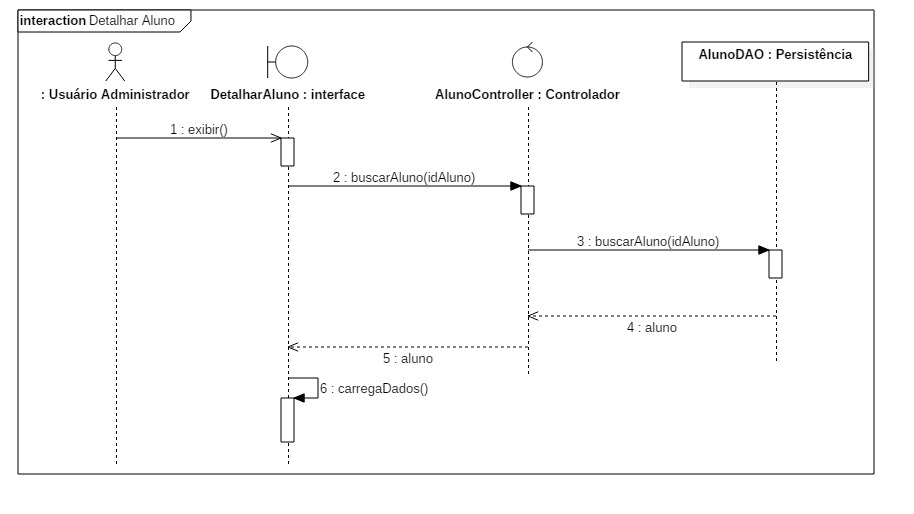 interaction Detalhar Aluno
: Usuário Administrador
DetalharAluno : interface
AlunoController : Controlador
AlunoDAO : Persistência
1 : exibir()
2 : buscarAluno(idAluno)
3 : buscarAluno(idAluno)
4 : aluno
5 : aluno
6 : carregaDados()